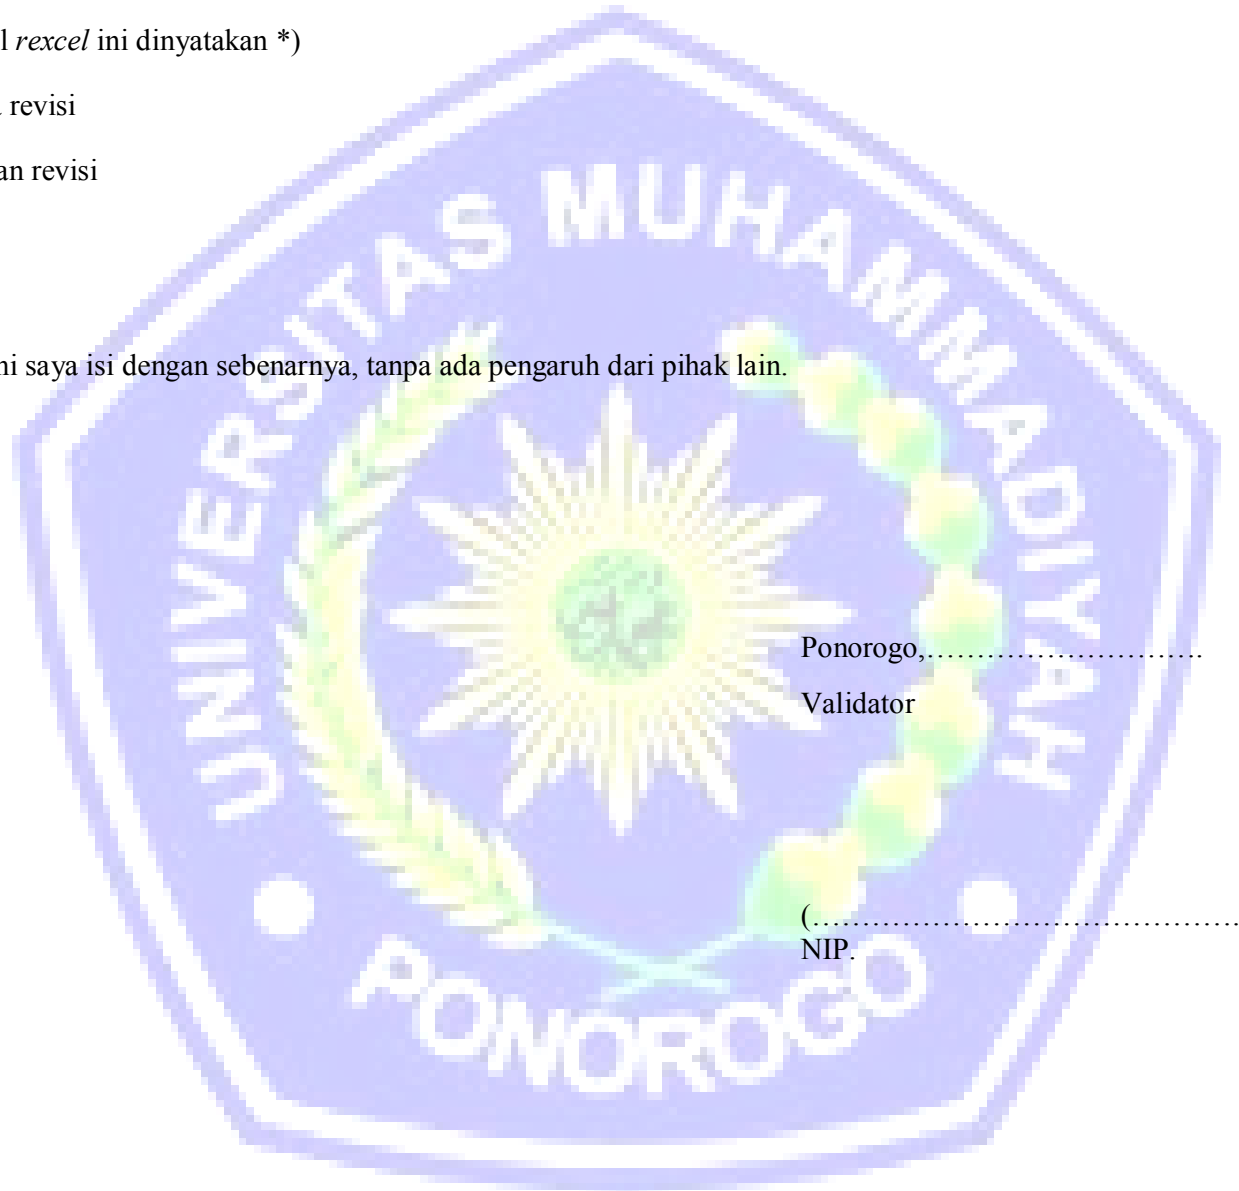 l rexcel ini dinyatakan *)
revisi
an revisi
UNIVERSITAS MUHAMMADIYAH
ni saya isi dengan sebenarnya, tanpa ada pengaruh dari pihak lain.
Ponorogo,…………………………
Validator
(…………………………………….
NIP.
PONOROGO